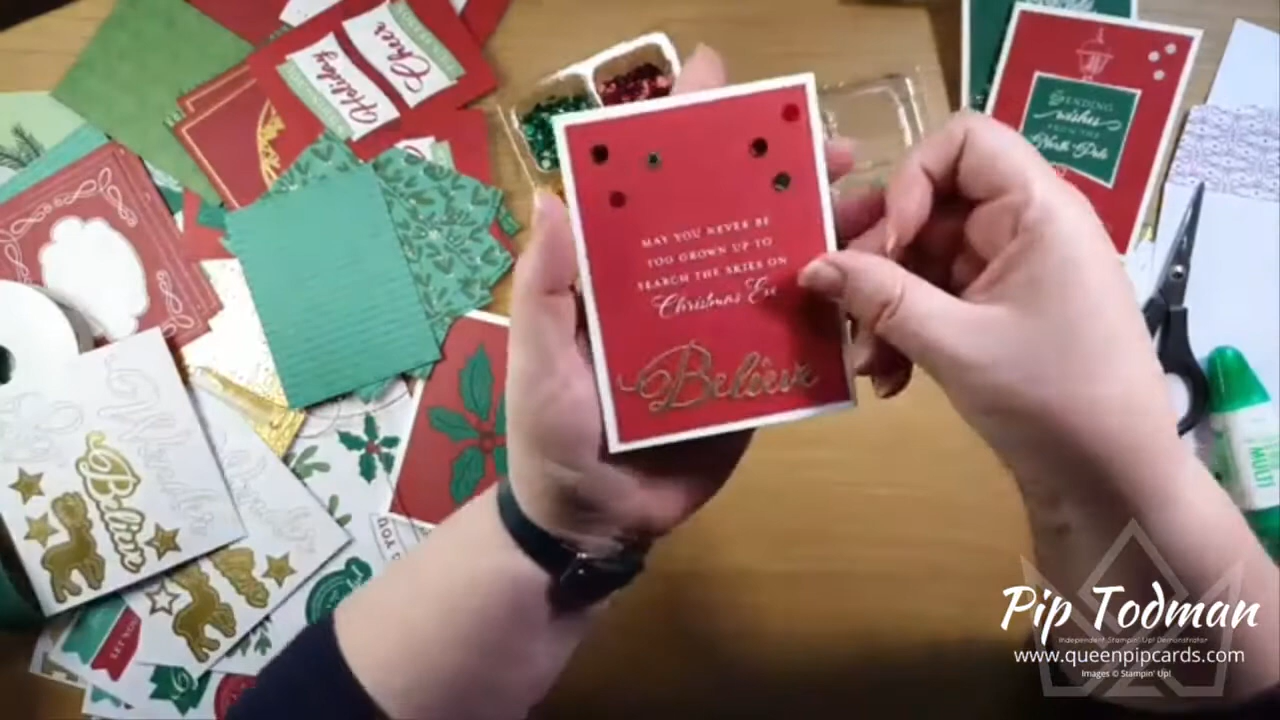 Holiday
Cheer
SENDING
wishes
FROM THE
North Pole
MAY YOU NEVER BE
TOO GROWN UP TO
SEARCH THE SKIES ON
Christmas Eve
Believe
Believe
MULTI
Pip Todman
Independent Stampin' Up! Demonstrator
www.queenpipcards.com
Images © Stampin' Up!